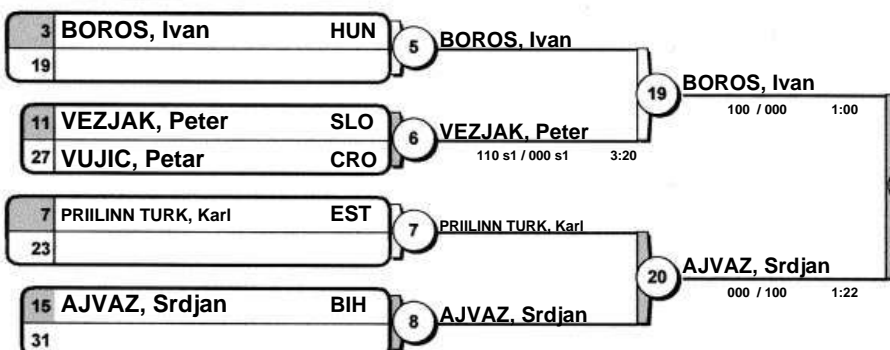 3 BOROS, Ivan HUN
19
5 BOROS, Ivan
19 BOROS, Ivan
100 / 000 1:00
11 VEZJAK, Peter SLO
27 VUJIC, Petar CRO
6 VEZJAK, Peter
110 s1 / 000 s1 3:20
7 PRIILINN TURK, Karl EST
23
7 PRIILINN TURK, Karl
20 AJVAZ, Srdjan
000 / 100 1:22
15 AJVAZ, Srdjan BIH
31
8 AJVAZ, Srdjan